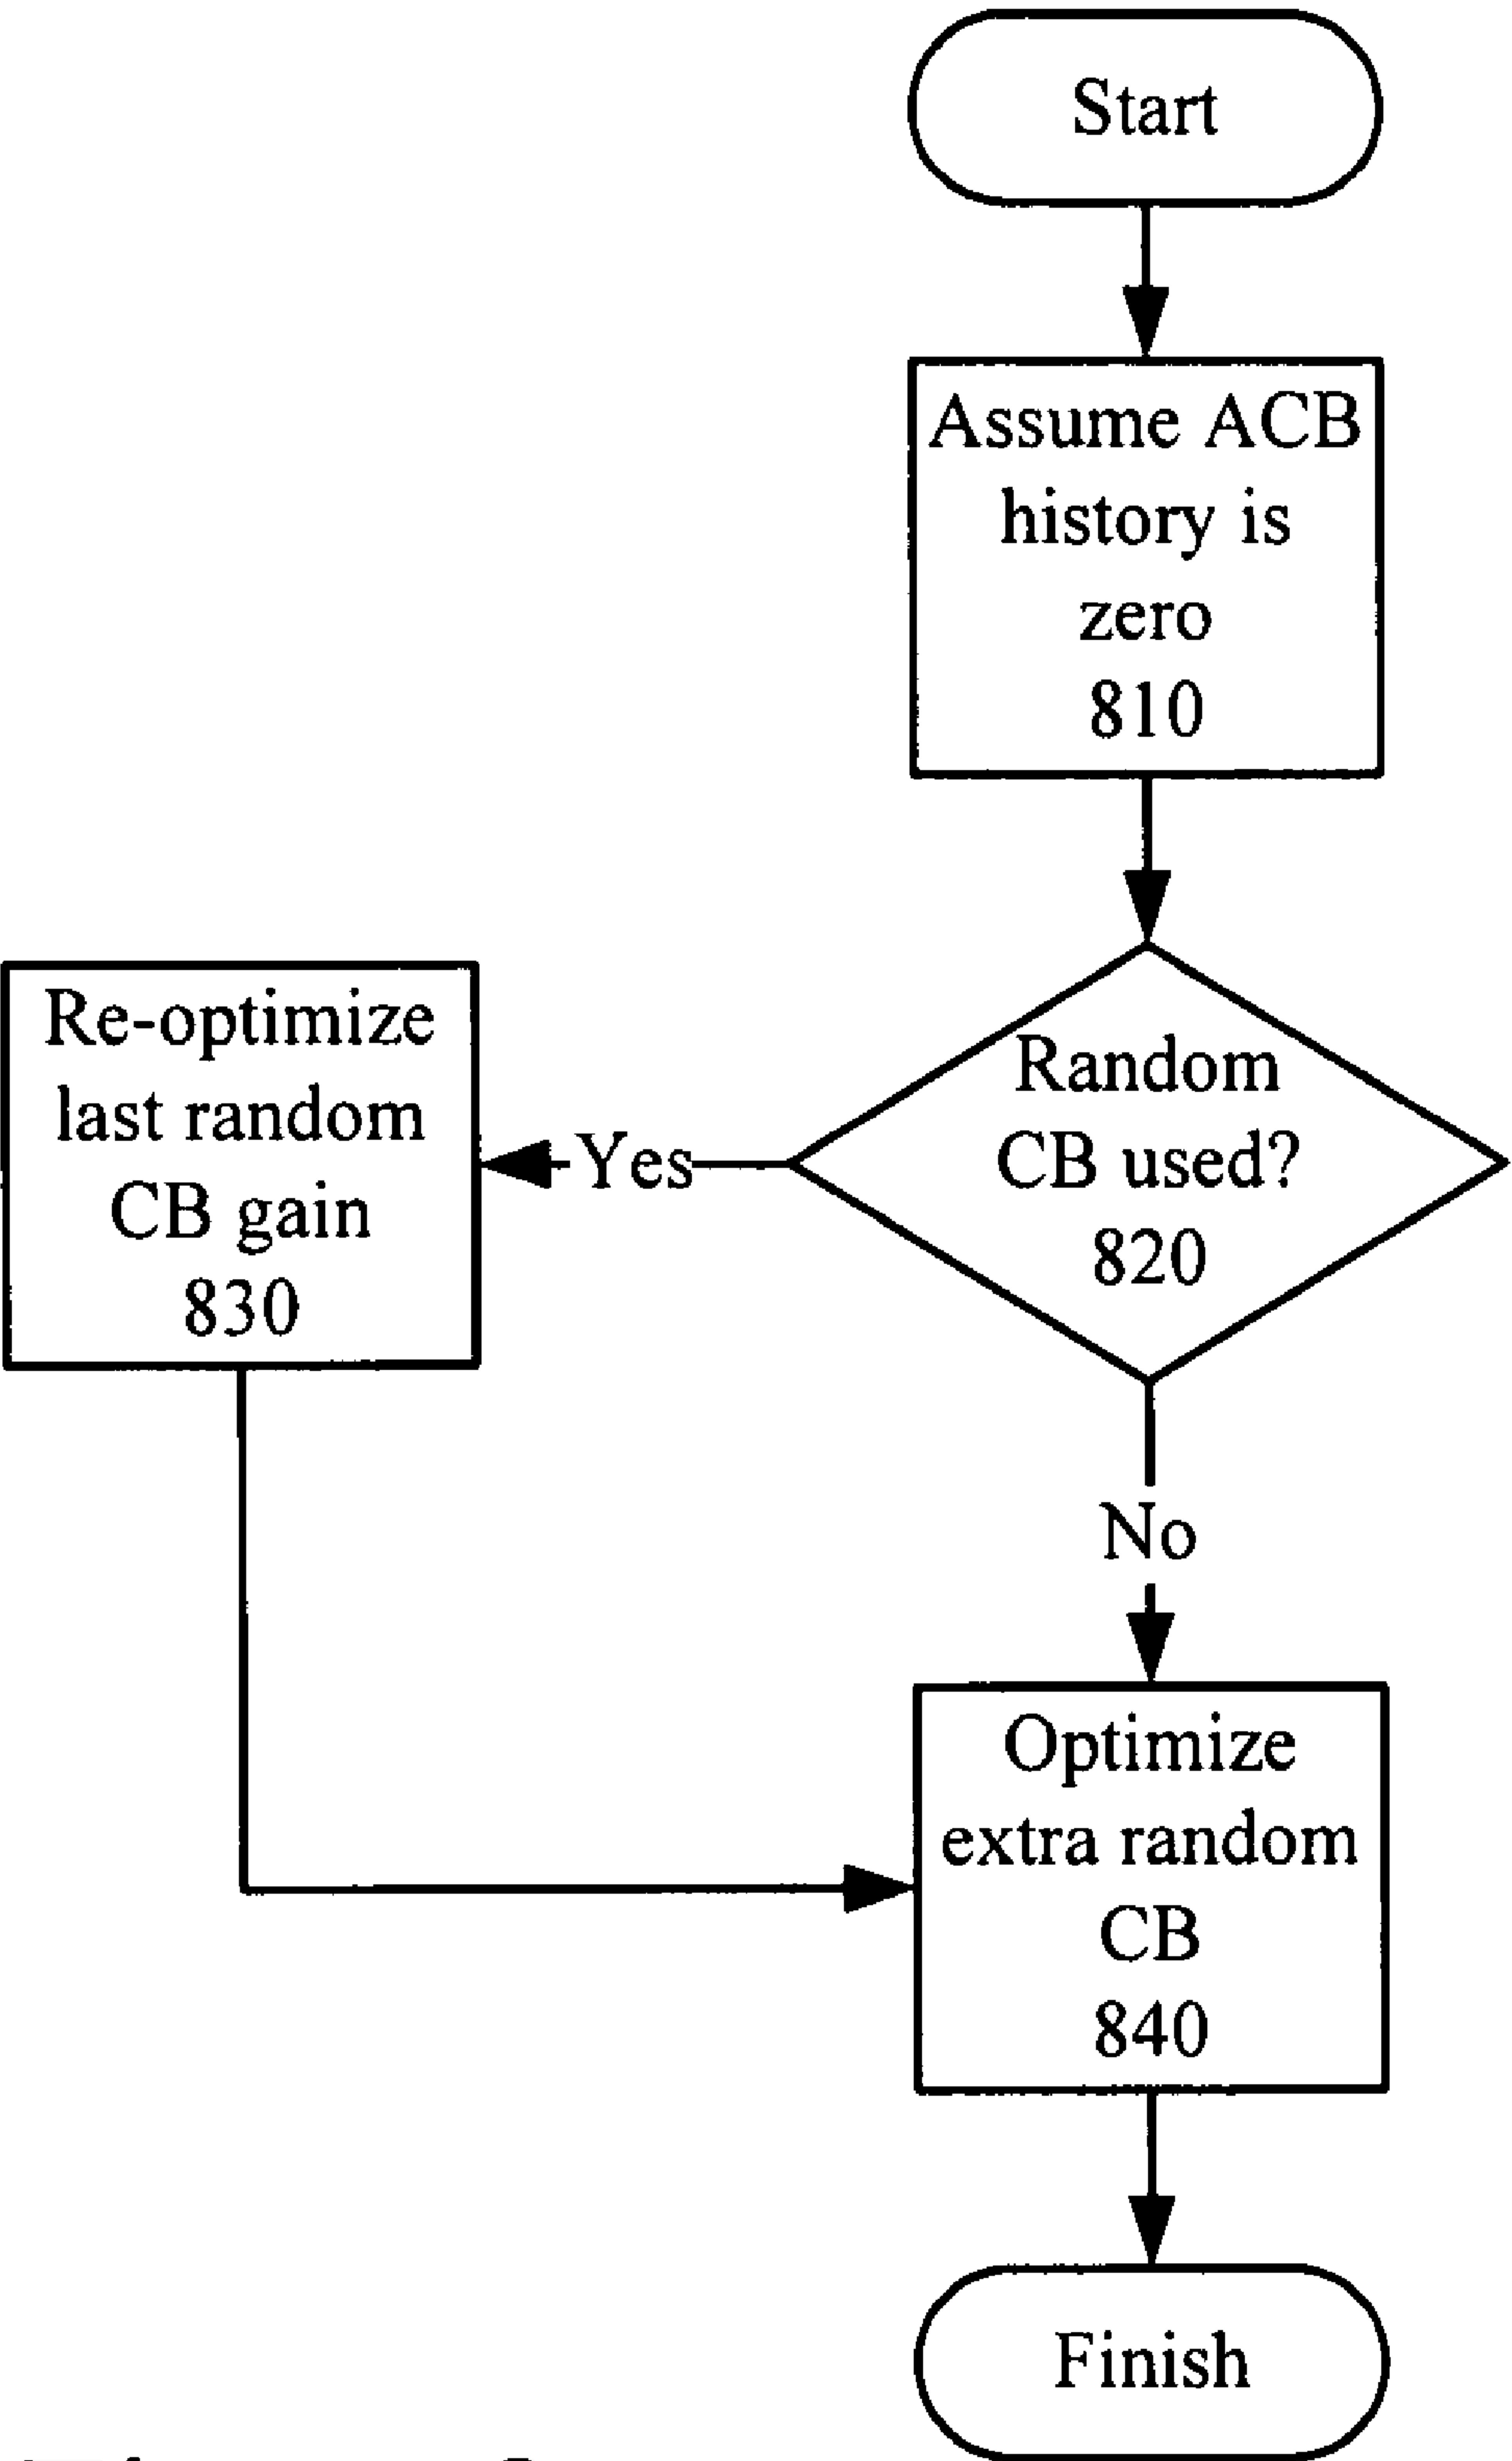 Start
Assume ACB
history is
zero
810
Random
CB used?
820
Yes
Re-optimize
last random
CB gain
830
No
Optimize
extra random
CB
840
Finish